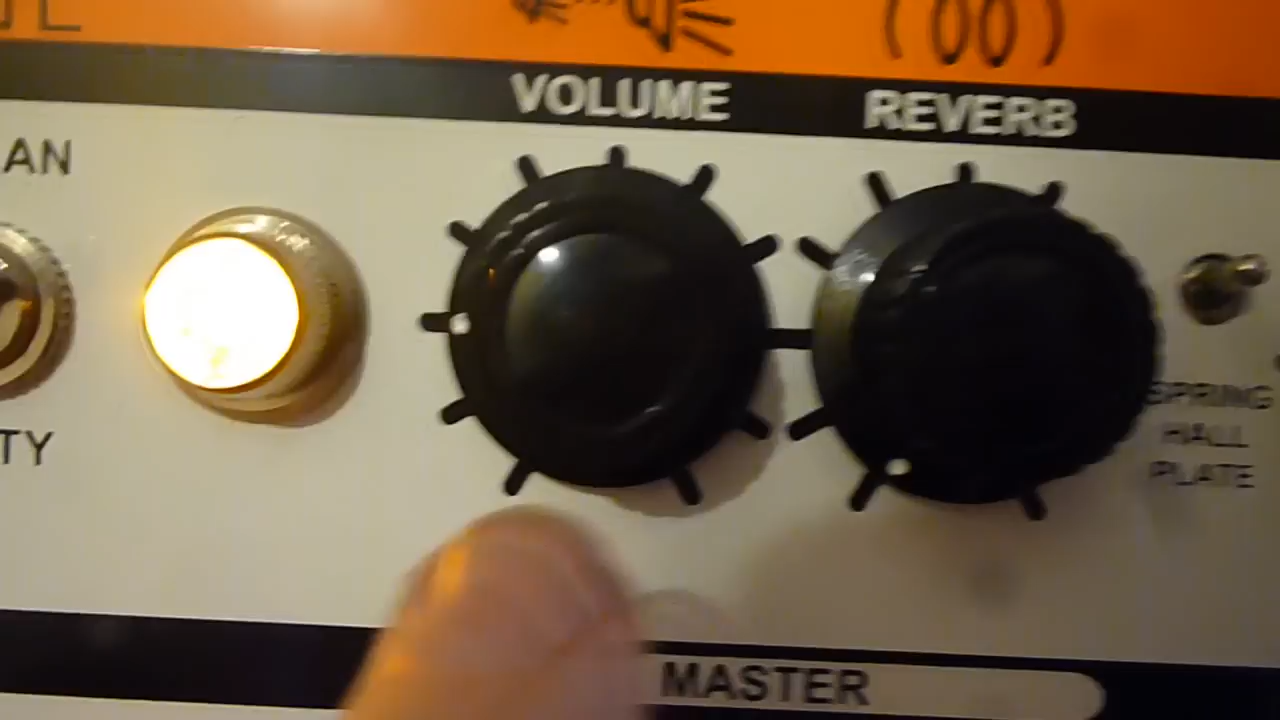 VOLUME
REVERB
AN
TY
SPRING
HALL
PLATE
MASTER